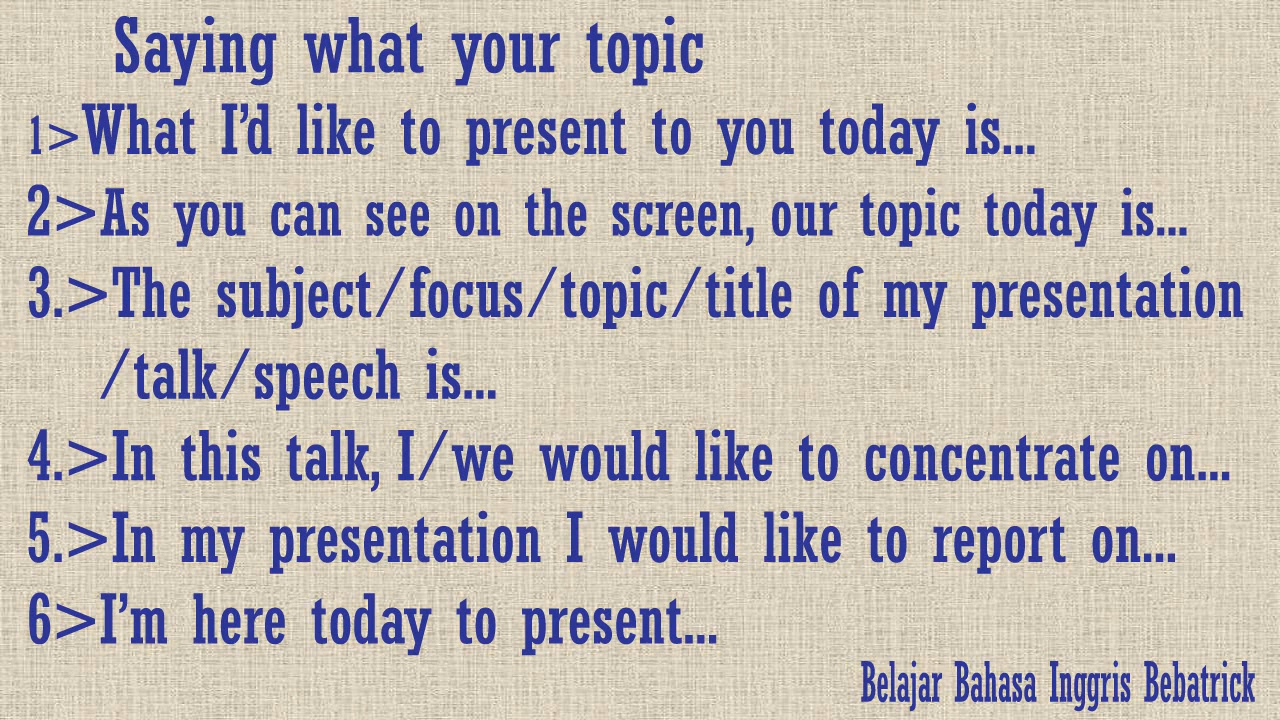 Saying what your topic
1>What I’d like to present to you today is...
2>As you can see on the screen, our topic today is...
3.>The subject/focus/topic/title of my presentation
/talk/speech is...
4.>In this talk, I/we would like to concentrate on...
5.>In my presentation I would like to report on...
6>I’m here today to present...
Belajar Bahasa Inggris Bebatrick